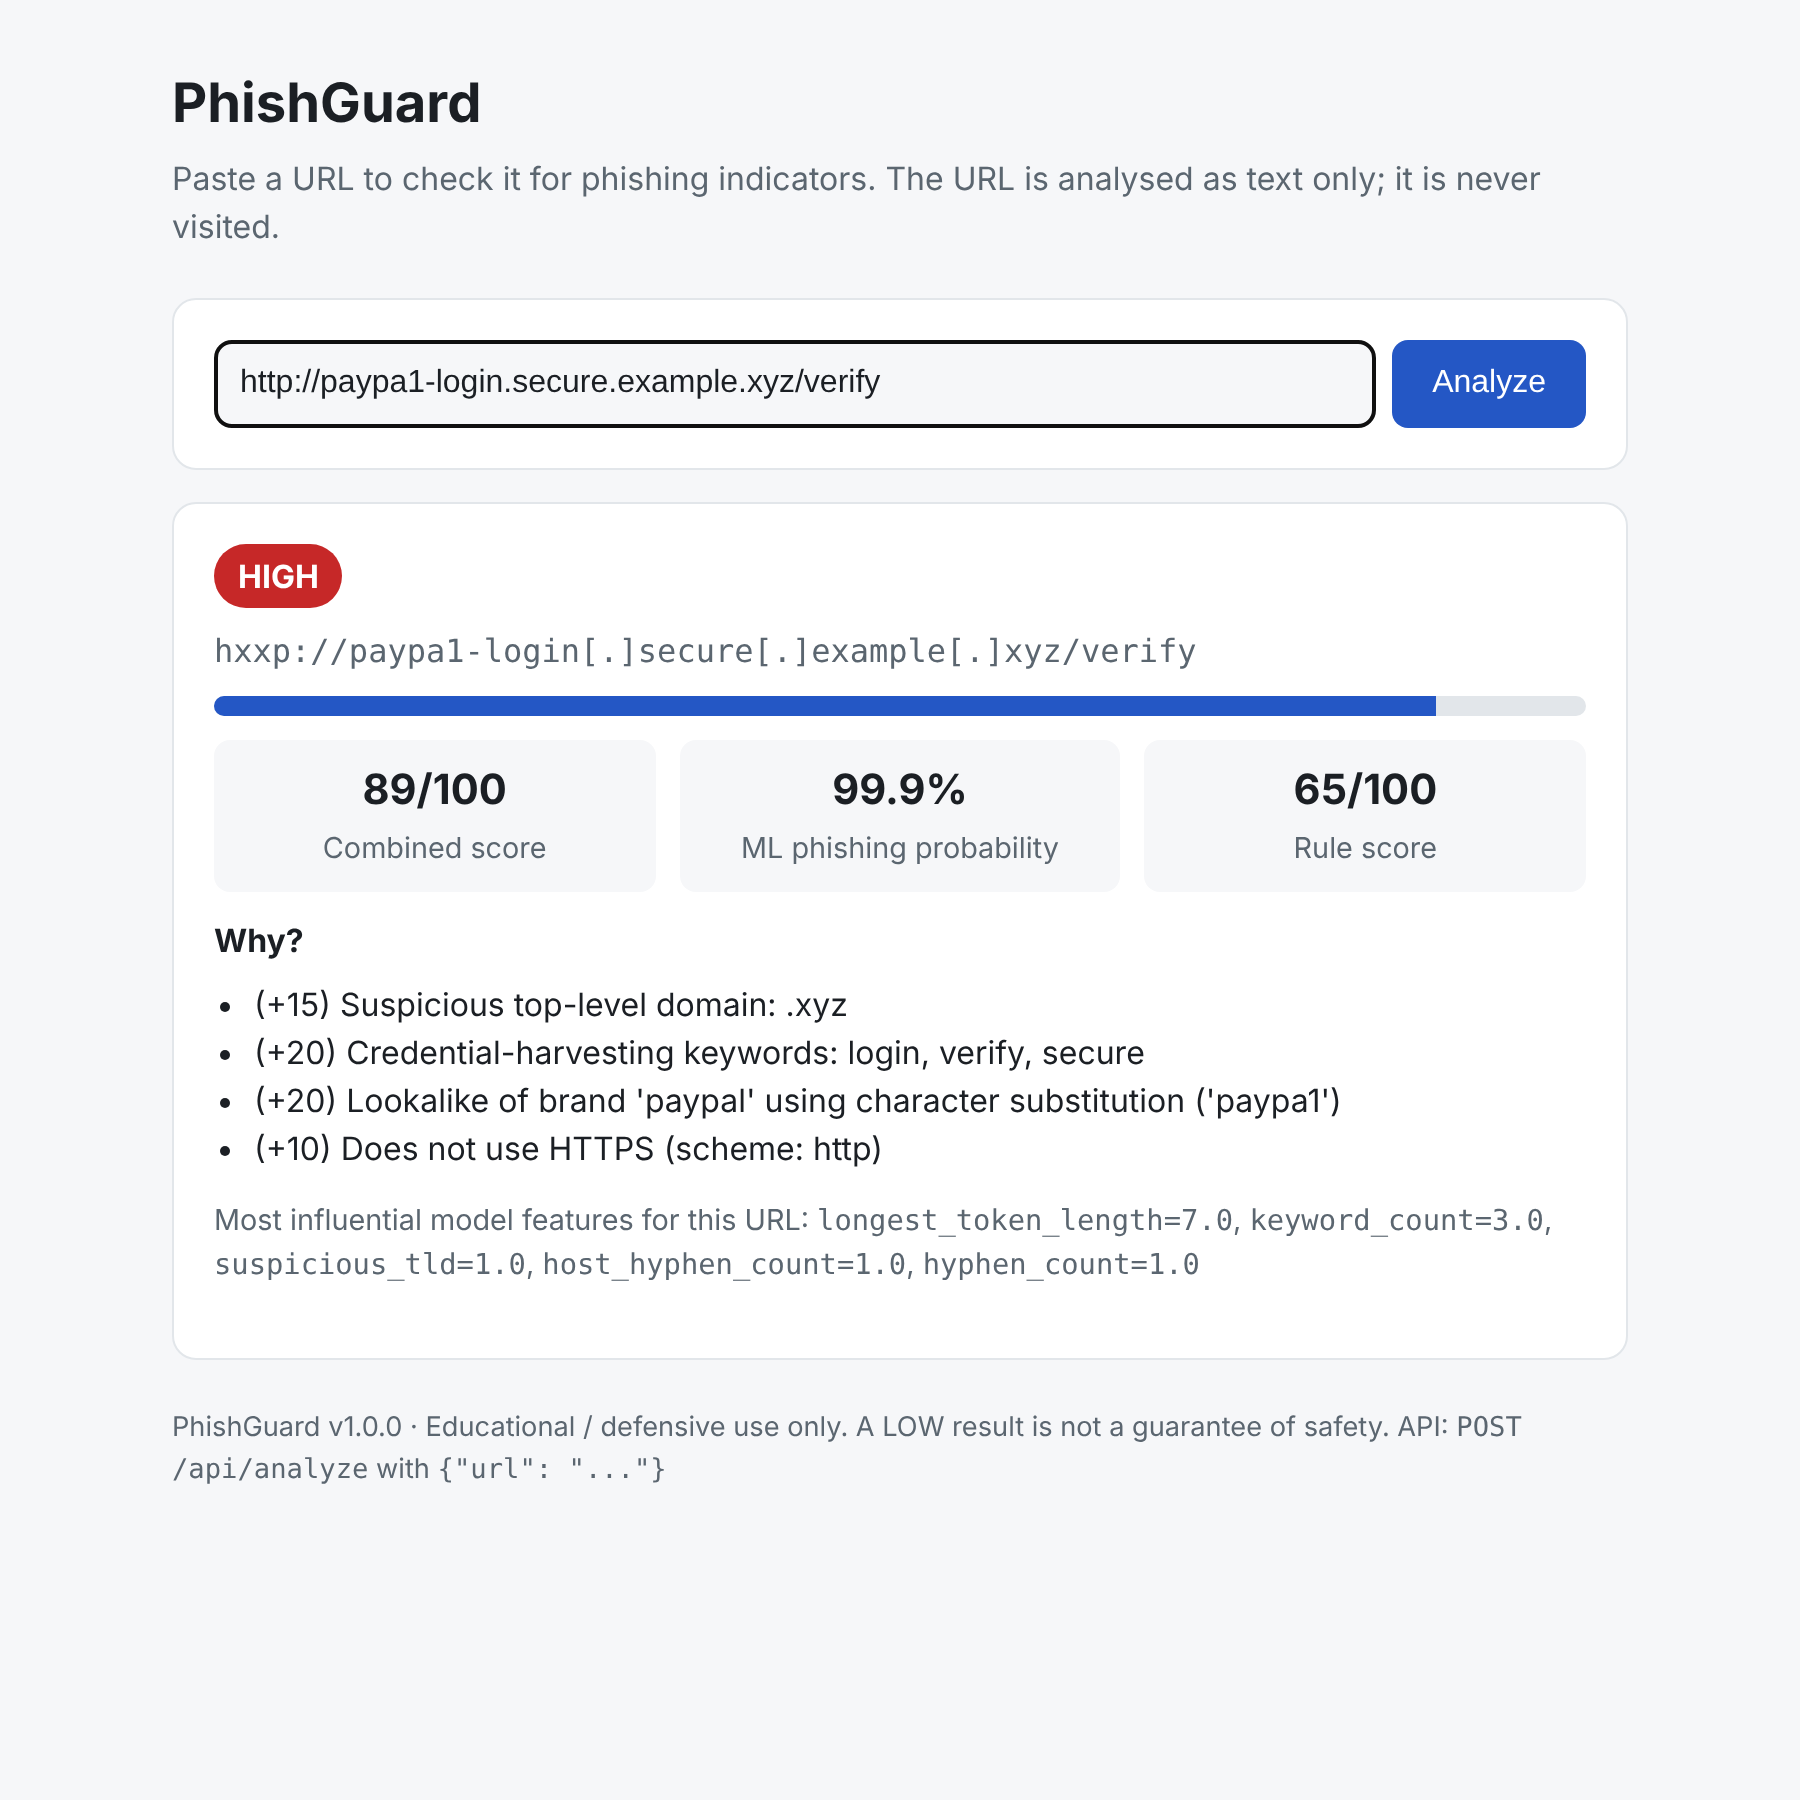 PhishGuard
Paste a URL to check it for phishing indicators. The URL is analysed as text only; it is never
visited.
http://paypa1-login.secure.example.xyz/verify
Analyze
HIGH
hxxp://paypa1-login[.]secure[.]example[.]xyz/verify
89/100
Combined score
99.9%
ML phishing probability
65/100
Rule score
Why?
• (+15) Suspicious top-level domain: .xyz
• (+20) Credential-harvesting keywords: login, verify, secure
• (+20) Lookalike of brand 'paypal' using character substitution ('paypa1')
• (+10) Does not use HTTPS (scheme: http)
Most influential model features for this URL: longest_token_length=7.0, keyword_count=3.0,
suspicious_tld=1.0, host_hyphen_count=1.0, hyphen_count=1.0
PhishGuard v1.0.0 · Educational / defensive use only. A LOW result is not a guarantee of safety. API: POST
/api/analyze with {"url": "..."}